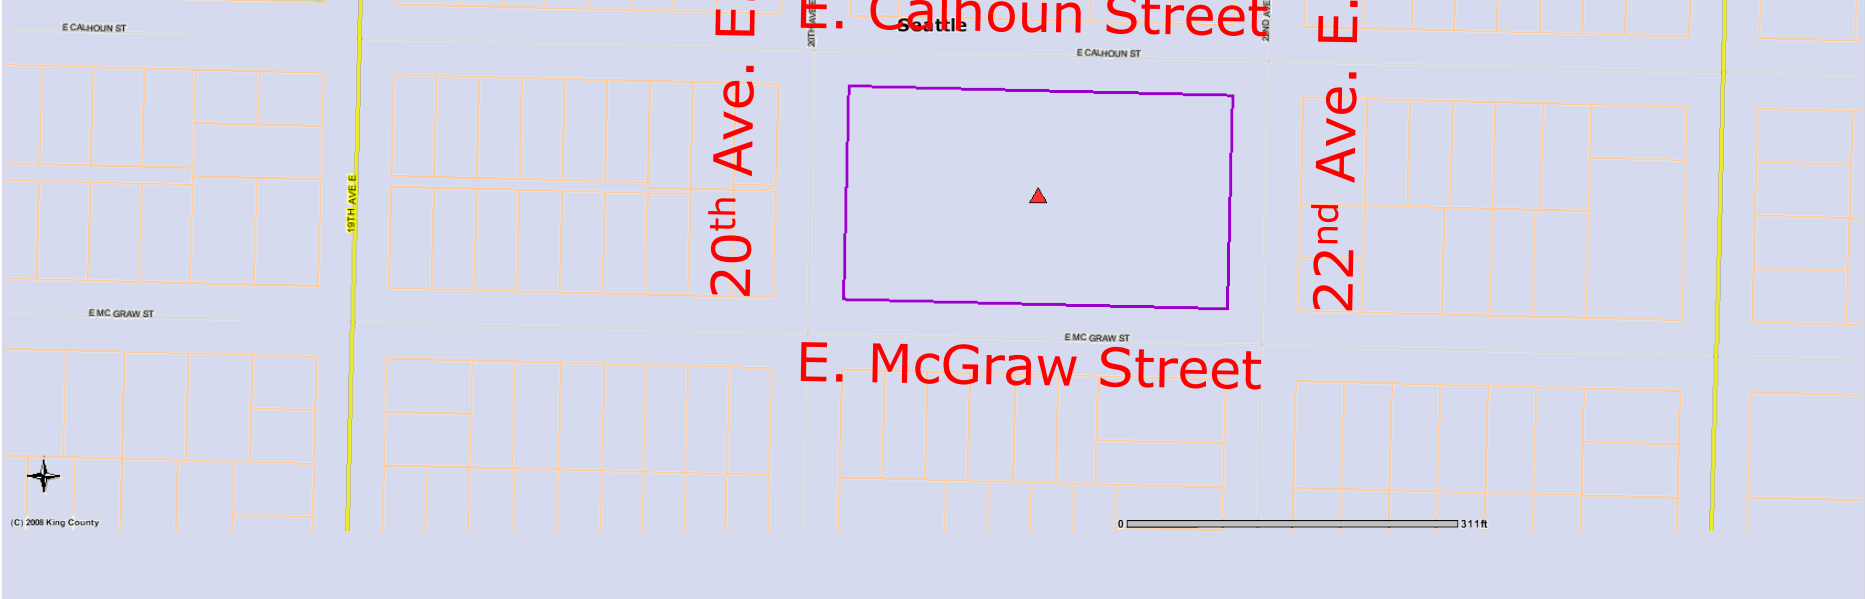 E. Calhoun Street
Seattle
E CALHOUN ST
E CALHOUN ST
20TH AVE E
22ND AVE
20th Ave. E.
22nd Ave. E.
19TH AVE E
E MC GRAW ST
E MC GRAW ST
E. McGraw Street
(C) 2008 King County
0 311ft